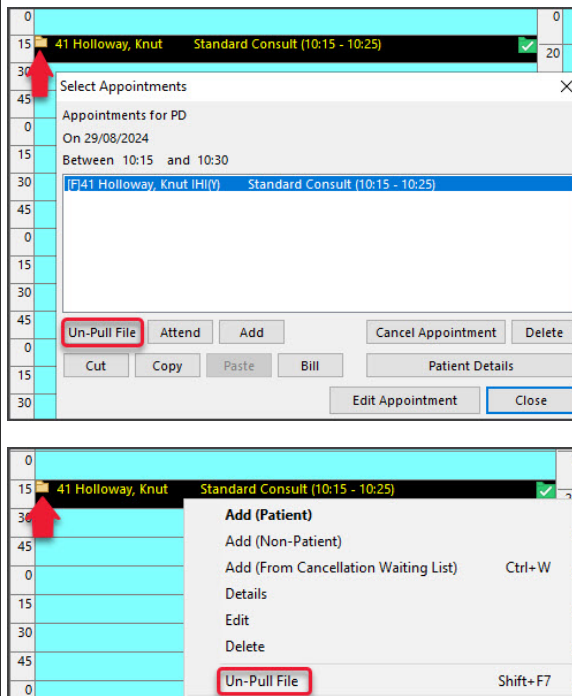 0 0
15 41 Holloway, Knut Standard Consult (10:15 - 10:25)
20
30
Select Appointments
45
Appointments for PD
0
On 29/08/2024
15
Between 10:15 and 10:30
30
[F]41 Holloway, Knut IHI(Y) Standard Consult (10:15 - 10:25)
45
0
15
30
45
Un-Pull File Attend Add Cancel Appointment Delete
0
Cut Copy Paste Bill Patient Details
15
30 Edit Appointment Close
0
15 41 Holloway, Knut Standard Consult (10:15 - 10:25)
30 Add (Patient)
45 Add (Non-Patient)
0 Add (From Cancellation Waiting List) Ctrl+W
15 Details
30 Edit
Delete
45
Un-Pull File Shift+F7
0